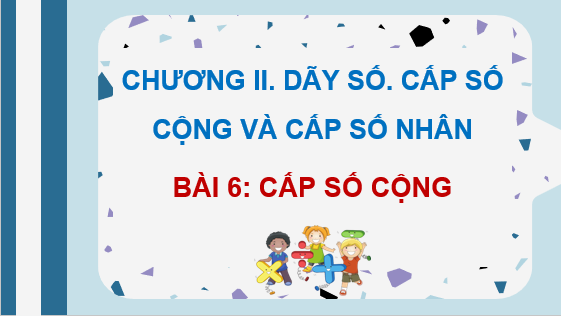 CHƯƠNG II. DÃY SỐ. CẤP SỐ
CỘNG VÀ CẤP SỐ NHÂN
BÀI 6: CẤP SỐ CỘNG